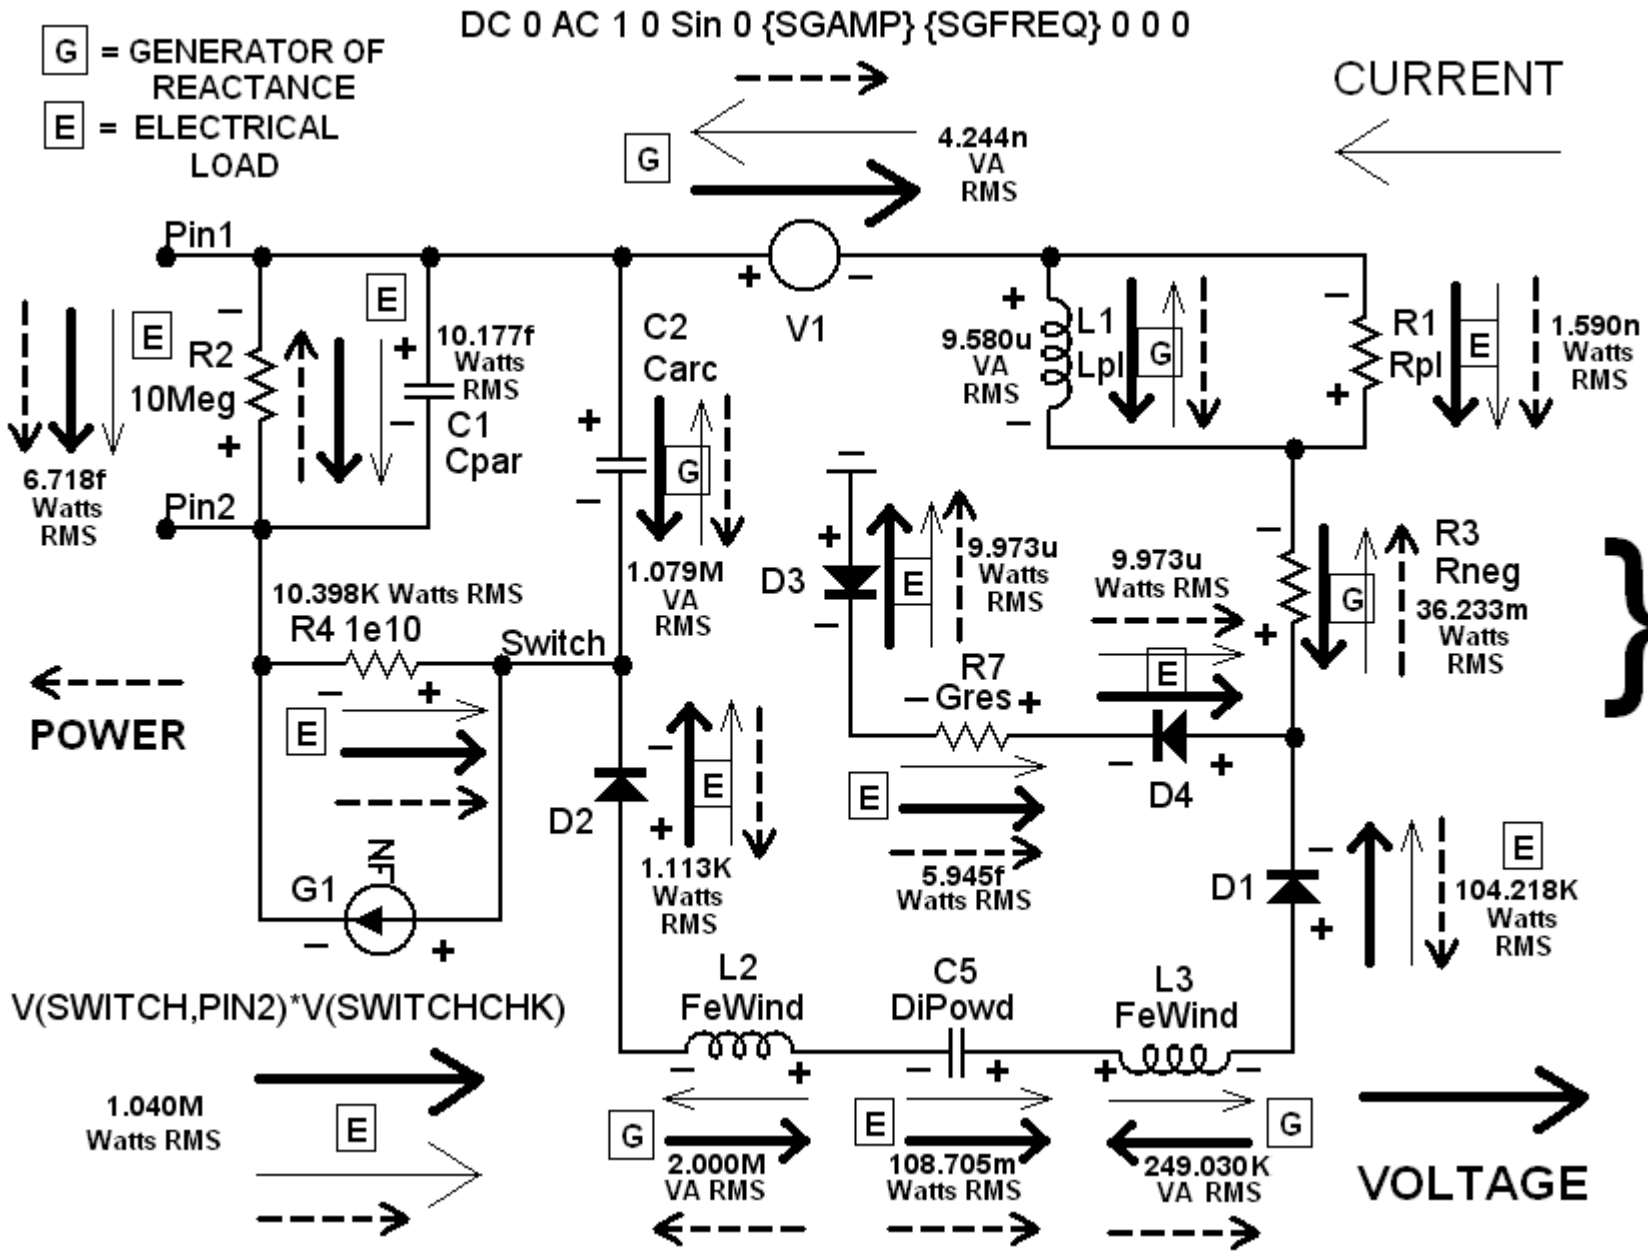 DC 0 AC 1 0 Sin 0 {SGAMP} {SGFREQ} 0 0 0
G = GENERATOR OF
REACTANCE
E = ELECTRICAL
LOAD
CURRENT
G
4.244n
VA
RMS
Pin1
+
−
V1
E
−
R2
10Meg
+
6.718f
Watts
RMS
E
+
−
10.177f
Watts
RMS
C1
Cpar
C2
Carc
+
−
G
1.079M
VA
RMS
+
−
9.580u
VA
RMS
L1
Lpl
G
−
+
R1
Rpl
E
1.590n
Watts
RMS
Pin2
−
+
D3
−
E
9.973u
Watts
RMS
9.973u
Watts RMS
E
−
+
D4
−
+
G
R3
Rneg
36.233m
Watts
RMS
}
10.398K Watts RMS
R4 1e10
Switch
−
+
E
POWER
R7
− Gres +
E
5.945f
Watts RMS
D2
−
+
E
1.113K
Watts
RMS
NF
G1
−
+
D1
−
+
E
104.218K
Watts
RMS
V(SWITCH,PIN2)*V(SWITCHCHK)
1.040M
Watts RMS
E
L2
FeWind
−
+
G
2.000M
VA RMS
C5
DiPowd
−
+
E
108.705m
Watts RMS
L3
FeWind
+
−
G
249.030K
VA RMS
VOLTAGE